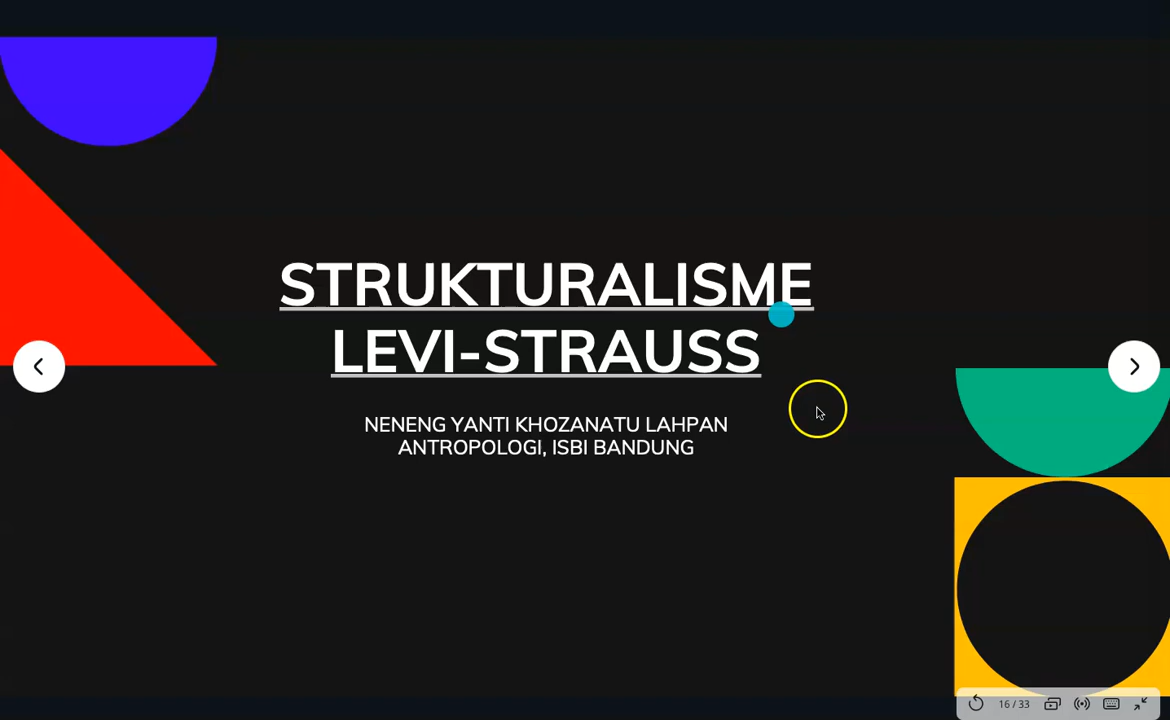 STRUKTURALISME
LEVI-STRAUSS
NENENG YANTI KHOZANATU LAHPAN
ANTROPOLOGI, ISBI BANDUNG
16 / 33